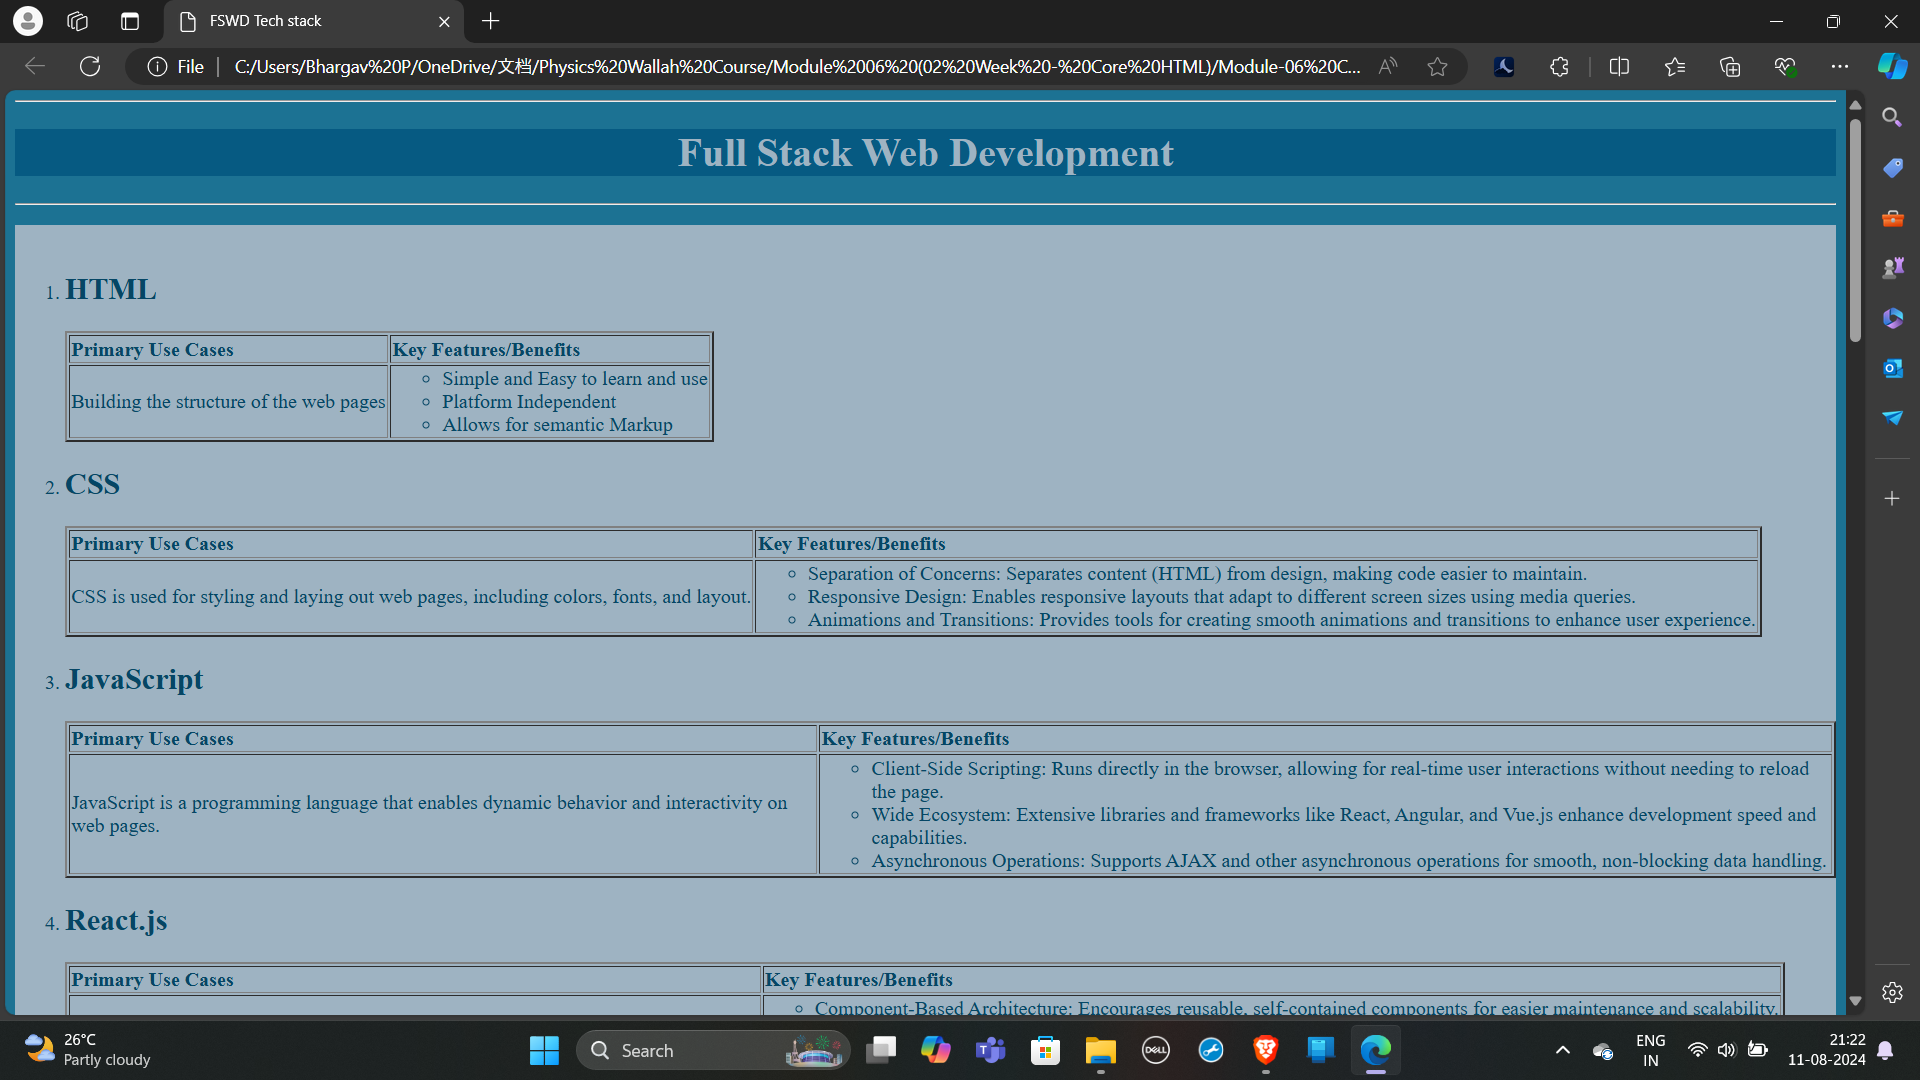 FSWD Tech stack
File
C:/Users/Bhargav%20P/OneDrive/文档/Physics%20Wallah%20Course/Module%2006%20(02%20Week%20-%20Core%20HTML)/Module-06%20C...
Full Stack Web Development
1. HTML
Primary Use Cases Key Features/Benefits
Building the structure of the web pages
Simple and Easy to learn and use
Platform Independent
Allows for semantic Markup
2. CSS
Primary Use Cases Key Features/Benefits
CSS is used for styling and laying out web pages, including colors, fonts, and layout.
Separation of Concerns: Separates content (HTML) from design, making code easier to maintain.
Responsive Design: Enables responsive layouts that adapt to different screen sizes using media queries.
Animations and Transitions: Provides tools for creating smooth animations and transitions to enhance user experience.
3. JavaScript
Primary Use Cases Key Features/Benefits
JavaScript is a programming language that enables dynamic behavior and interactivity on
web pages.
Client-Side Scripting: Runs directly in the browser, allowing for real-time user interactions without needing to reload
the page.
Wide Ecosystem: Extensive libraries and frameworks like React, Angular, and Vue.js enhance development speed and
capabilities.
Asynchronous Operations: Supports AJAX and other asynchronous operations for smooth, non-blocking data handling.
4. React.js
Primary Use Cases Key Features/Benefits
Component-Based Architecture: Encourages reusable, self-contained components for easier maintenance and scalability.
26°C
Partly cloudy
Search
DELL
ENG
IN
21:22
11-08-2024